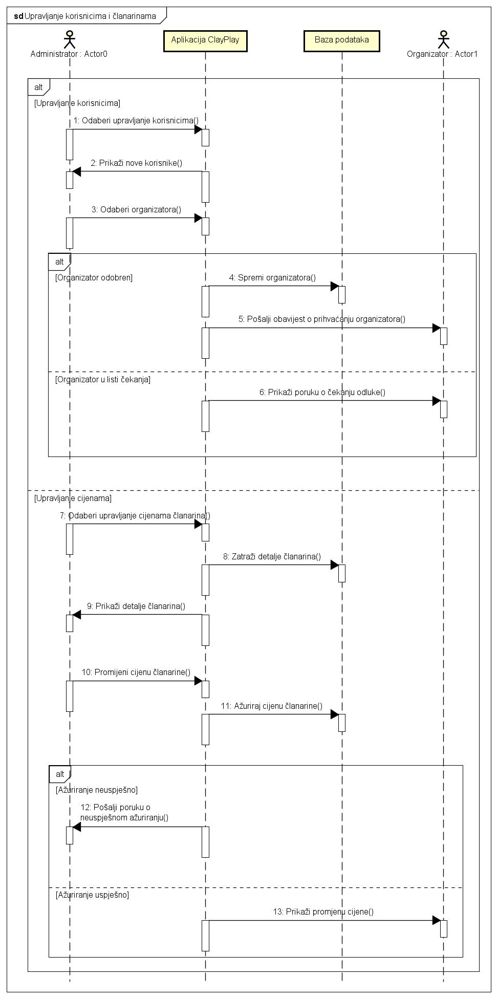 sd Upravljanje korisnicima i članarinama
Administrator : Actor0
Aplikacija ClayPlay
Baza podataka
Organizator : Actor1
alt
[Upravljanje korisnicima]
1: Odaberi upravljanje korisnicima()
2: Prikaži nove korisnike()
3: Odaberi organizatora()
alt
[Organizator odobren]
4: Spremi organizatora()
5: Pošalji obavijest o prihvaćanju organizatora()
[Organizator u listi čekanja]
6: Prikaži poruku o čekanju odluke()
[Upravljanje cijenama]
7: Odaberi upravljanje cijenama članarina()
8: Zatraži detalje članarina()
9: Prikaži detalje članarina()
10: Promijeni cijenu članarine()
11: Ažuriraj cijenu članarine()
alt
[Ažuriranje neuspješno]
12: Pošalji poruku o
neuspješnom ažuriranju()
[Ažuriranje uspješno]
13: Prikaži promjenu cijene()